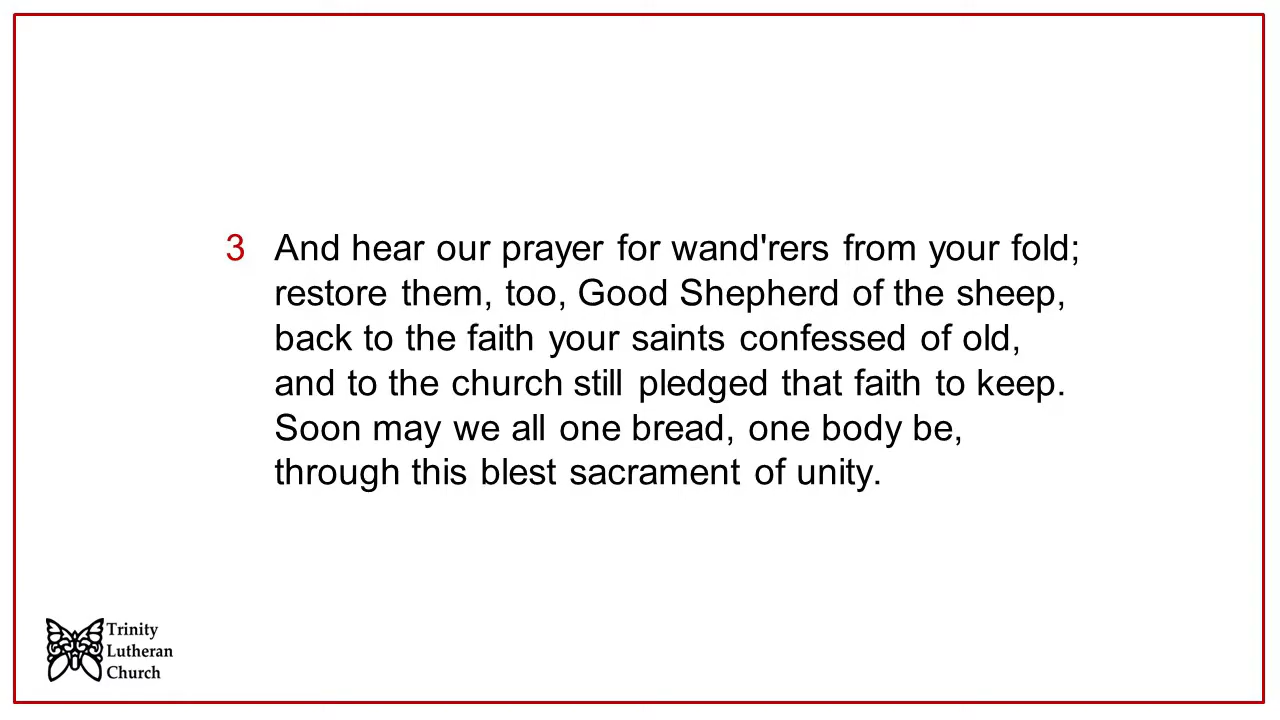 3 And hear our prayer for wand'rers from your fold;
restore them, too, Good Shepherd of the sheep,
back to the faith your saints confessed of old,
and to the church still pledged that faith to keep.
Soon may we all one bread, one body be,
through this blest sacrament of unity.
Trinity
Lutheran
Church